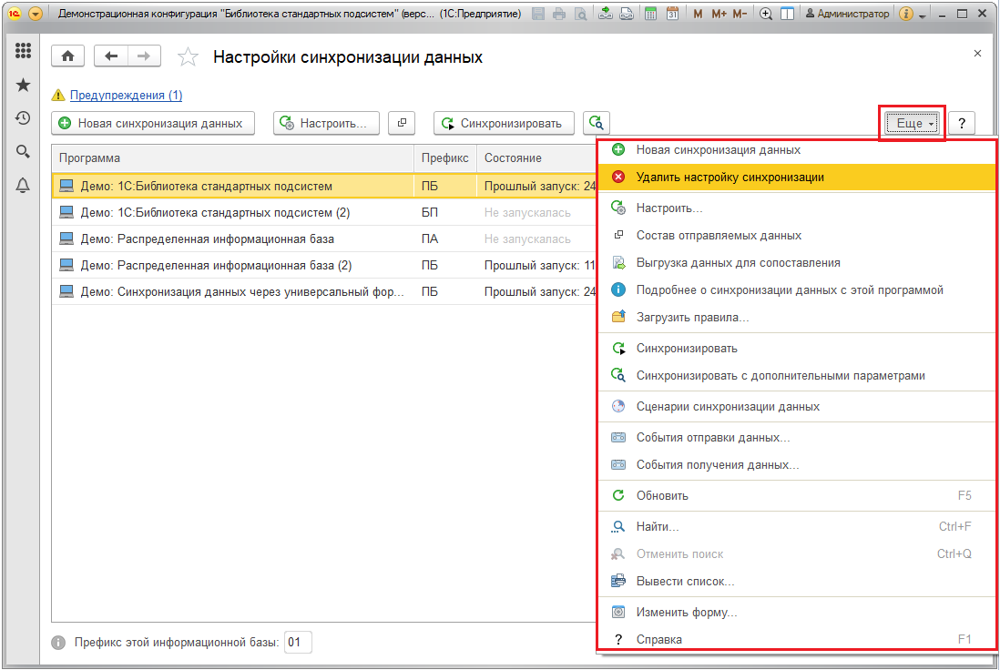 Демонстрационная конфигурация "Библиотека стандартных подсистем" (верс... (1С:Предприятие) 31 M M+ M- Администратор
Настройки синхронизации данных
Предупреждения (1)
Новая синхронизация данных Настроить... Синхронизировать Еще ?
Программа Префикс Состояние
Демо: 1С:Библиотека стандартных подсистем ПБ Прошлый запуск: 24
Демо: 1С:Библиотека стандартных подсистем (2) БП Не запускалась
Демо: Распределенная информационная база ПА Не запускалась
Демо: Распределенная информационная база (2) ПБ Прошлый запуск: 11
Демо: Синхронизация данных через универсальный фор... ПБ Прошлый запуск: 24
Новая синхронизация данных
Удалить настройку синхронизации
Настроить...
Состав отправляемых данных
Выгрузка данных для сопоставления
Подробнее о синхронизации данных с этой программой
Загрузить правила...
Синхронизировать
Синхронизировать с дополнительными параметрами
Сценарии синхронизации данных
События отправки данных...
События получения данных...
Обновить F5
Найти... Ctrl+F
Отменить поиск Ctrl+Q
Вывести список...
Изменить форму...
? Справка F1
Префикс этой информационной базы: 01